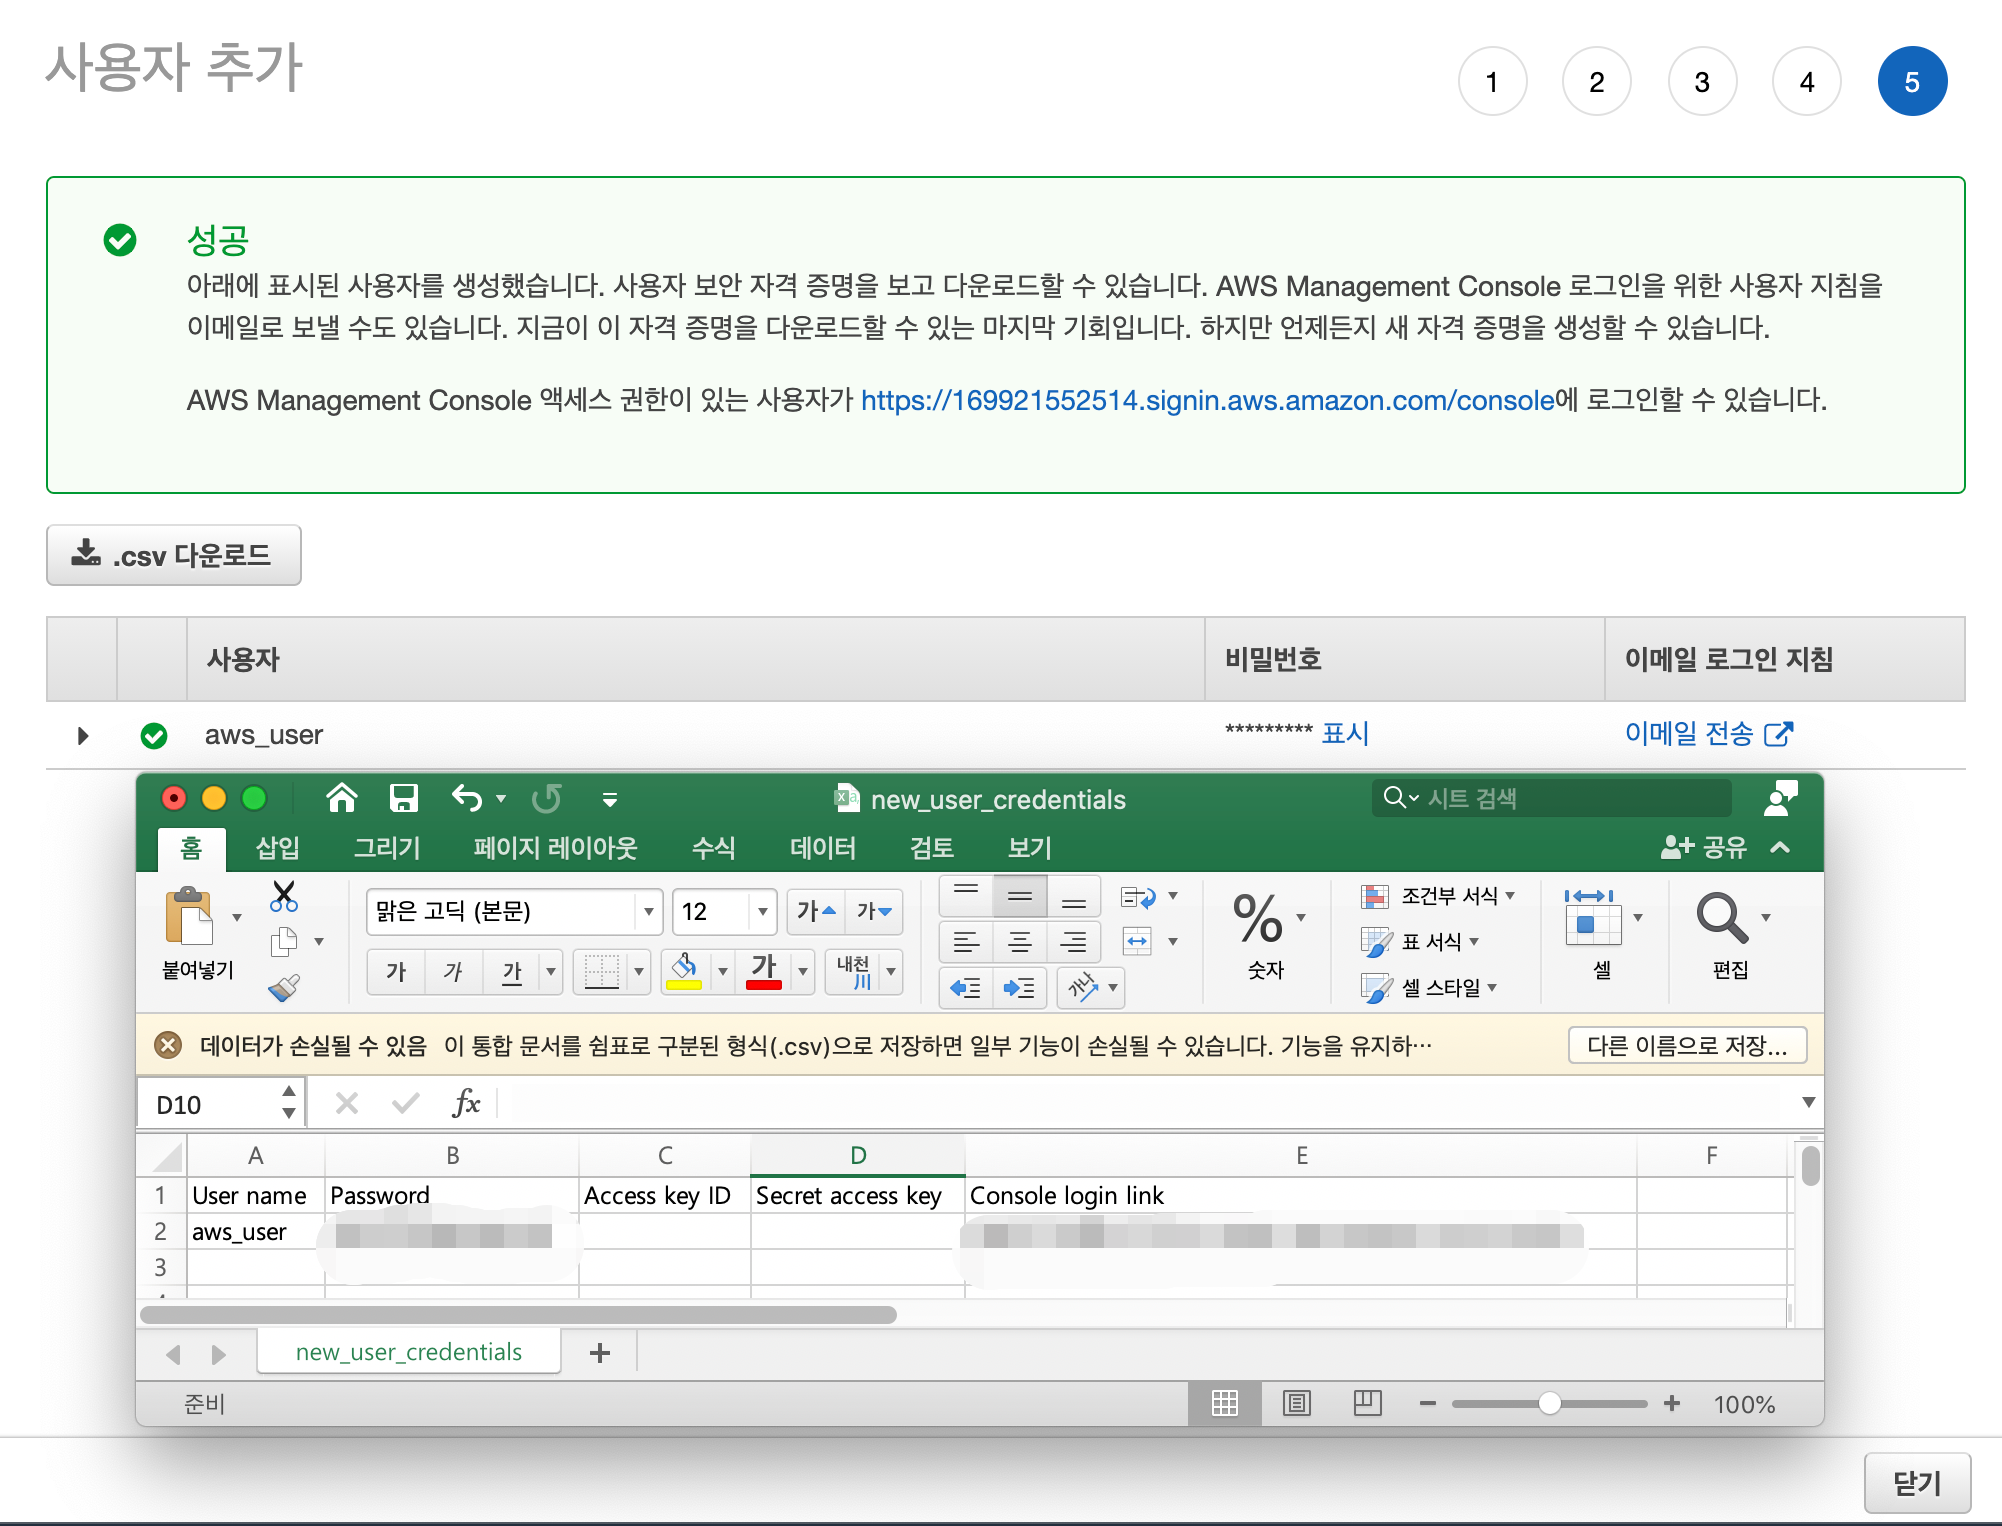 사용자 추가
1 2 3 4 5
성공
아래에 표시된 사용자를 생성했습니다. 사용자 보안 자격 증명을 보고 다운로드할 수 있습니다. AWS Management Console 로그인을 위한 사용자 지침을
이메일로 보낼 수도 있습니다. 지금이 이 자격 증명을 다운로드할 수 있는 마지막 기회입니다. 하지만 언제든지 새 자격 증명을 생성할 수 있습니다.
AWS Management Console 액세스 권한이 있는 사용자가 https://169921552514.signin.aws.amazon.com/console에 로그인할 수 있습니다.
.csv 다운로드
사용자 비밀번호 이메일 로그인 지침
aws_user ********* 표시 이메일 전송
new_user_credentials 시트 검색
홈 삽입 그리기 페이지 레이아웃 수식 데이터 검토 보기 공유
붙여넣기
맑은 고딕 (본문) 12 가 가
가 가 가 가 내천 川
가나
% 숫자
조건부 서식
표 서식
셀 스타일
셀
편집
데이터가 손실될 수 있음 이 통합 문서를 쉼표로 구분된 형식(.csv)으로 저장하면 일부 기능이 손실될 수 있습니다. 기능을 유지하… 다른 이름으로 저장...
D10 fx
A B C D E F
1 User name Password Access key ID Secret access key Console login link
2 aws_user
3
new_user_credentials +
준비 100%
닫기